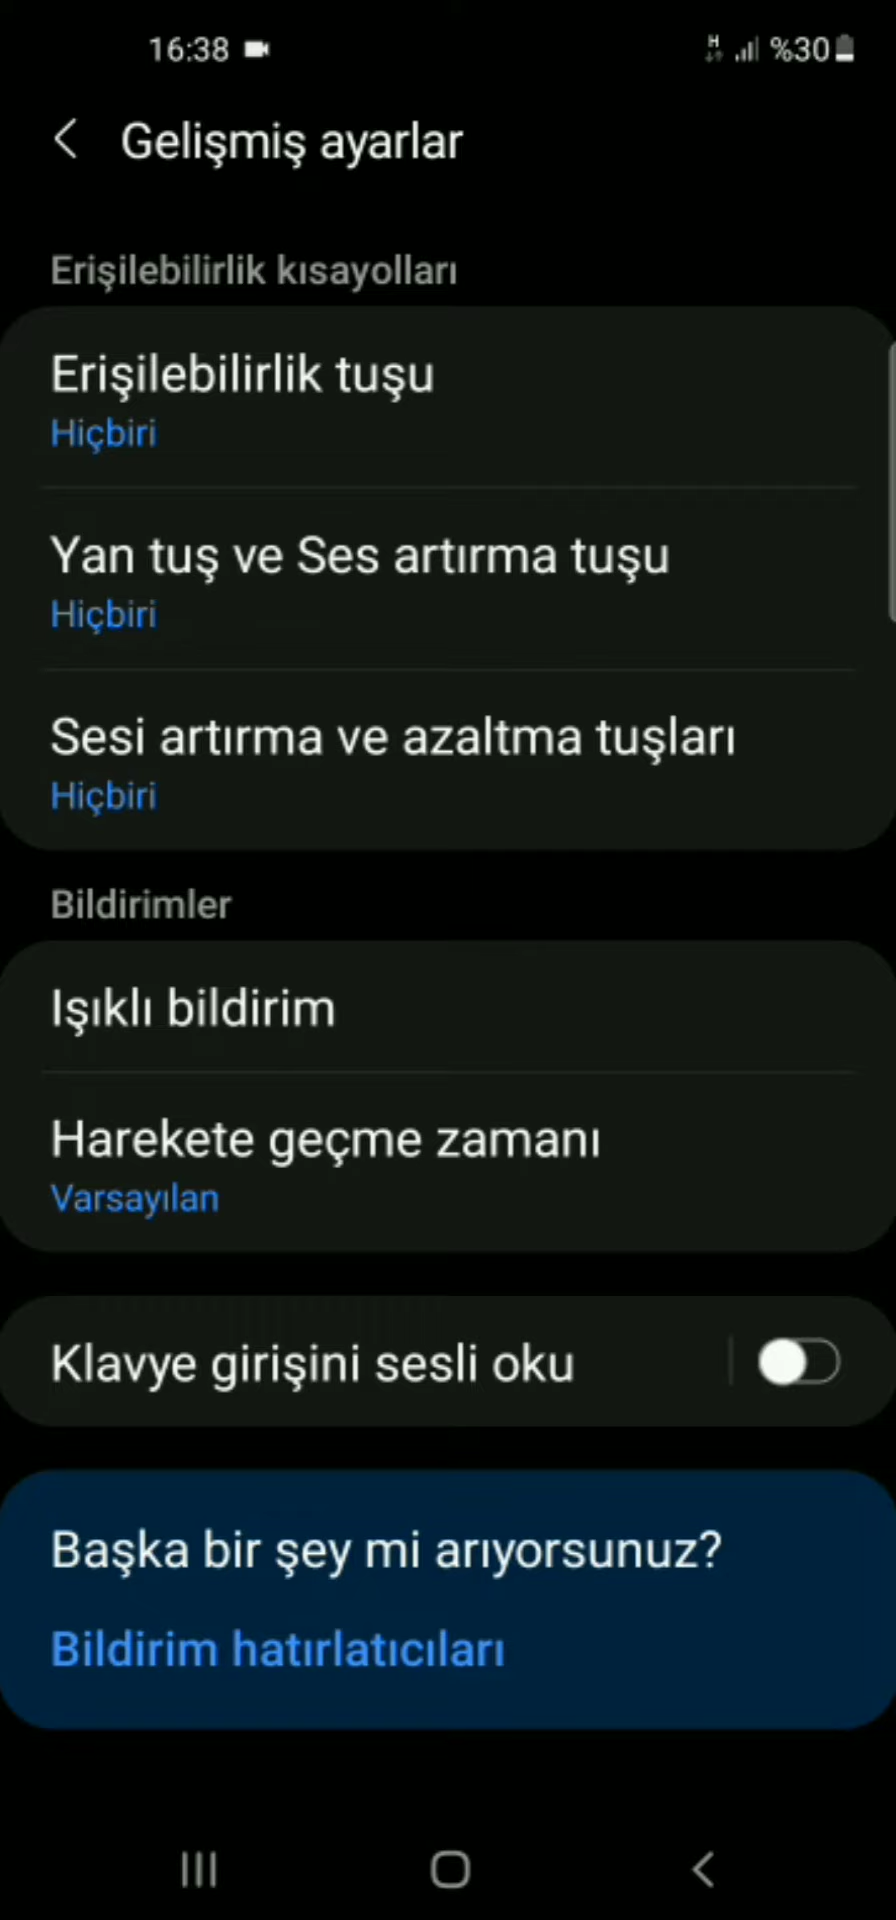 16:38
H %30
Gelişmiş ayarlar
Erişilebilirlik kısayolları
Erişilebilirlik tuşu
Hiçbiri
Yan tuş ve Ses artırma tuşu
Hiçbiri
Sesi artırma ve azaltma tuşları
Hiçbiri
Bildirimler
Işıklı bildirim
Harekete geçme zamanı
Varsayılan
Klavye girişini sesli oku
Başka bir şey mi arıyorsunuz?
Bildirim hatırlatıcıları